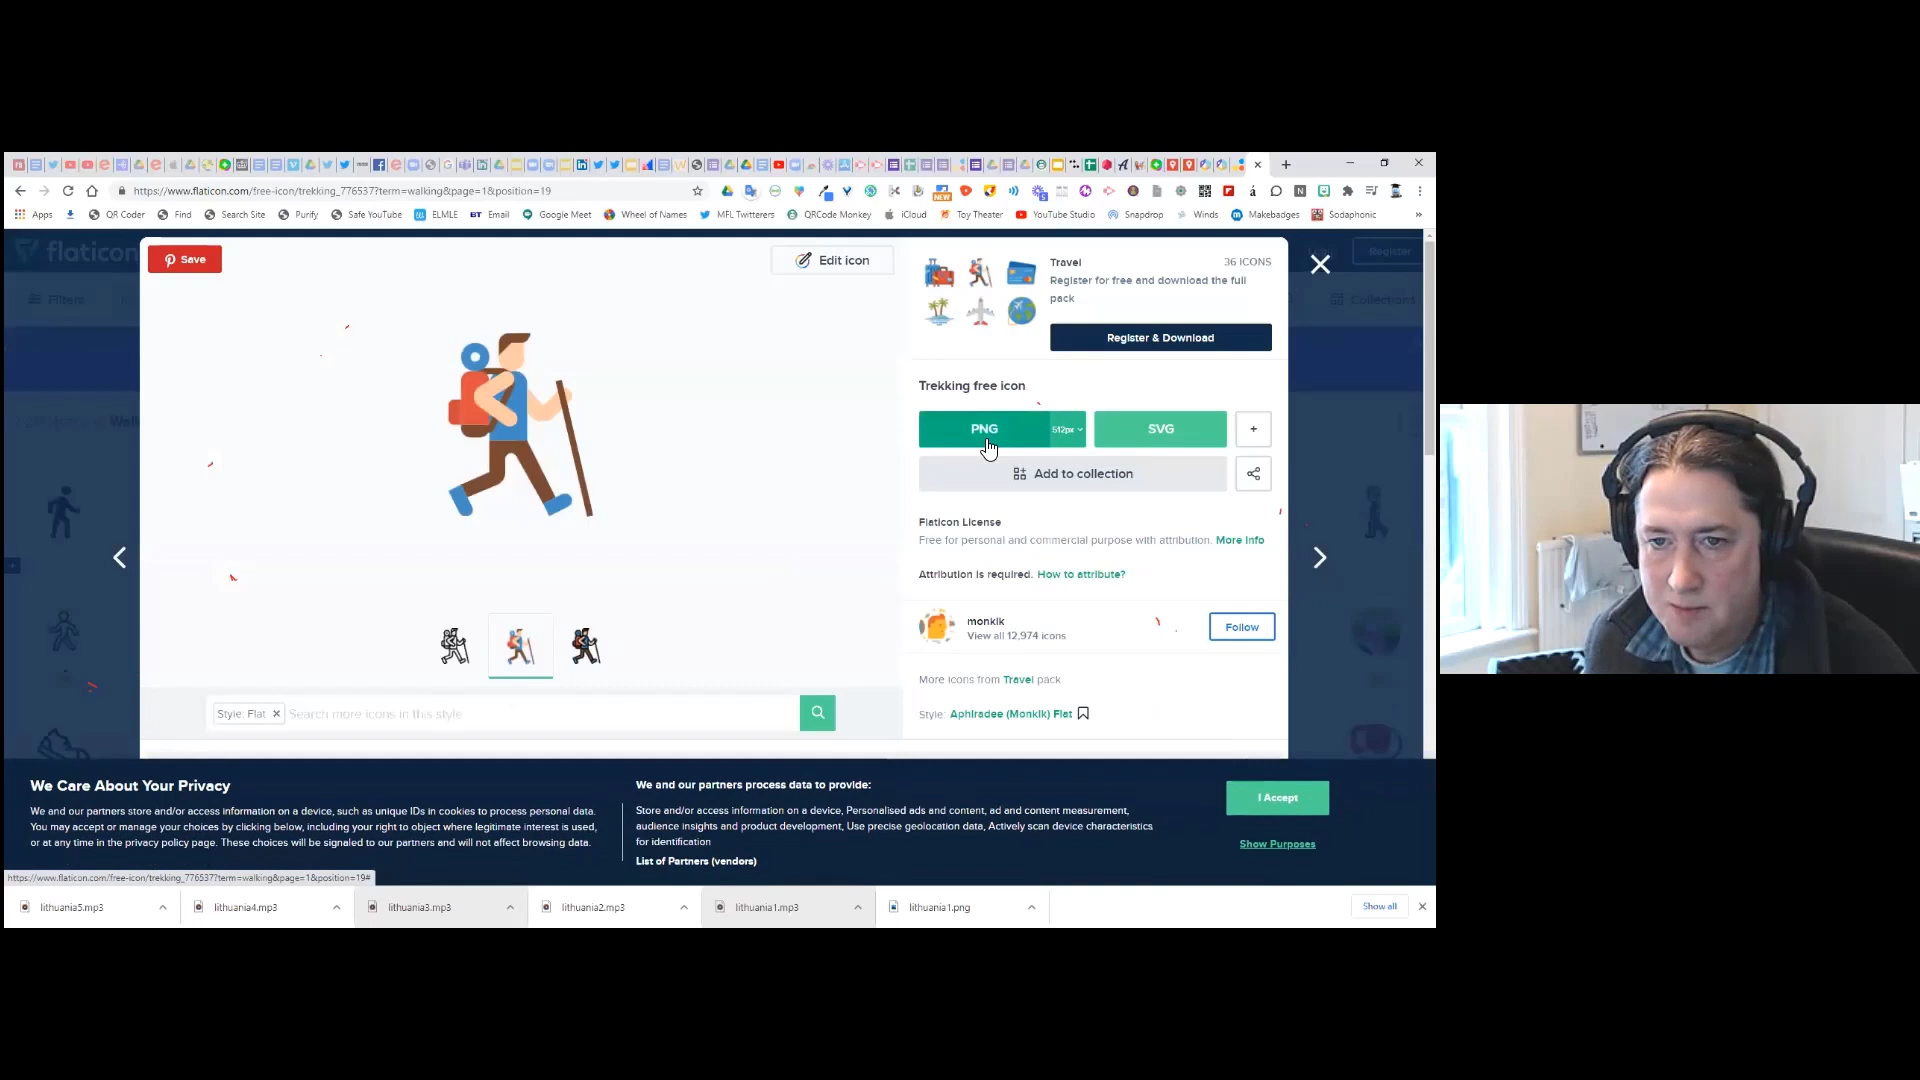 https://www.flaticon.com/free-icon/trekking_776537?term=walking&page=1&position=19
Apps
QR Coder
Find
Search Site
Purify
Safe YouTube
ELMLE
BT Email
Google Meet
Wheel of Names
MFL Twitterers
QRCode Monkey
iCloud
Toy Theater
YouTube Studio
Snapdrop
Winds
Makebadges
Sodaphonic
flaticon
Save
Edit icon
Travel
36 ICONS
Register for free and download the full
pack
Register & Download
Register
Filters
Collections
Trekking free icon
PNG
512px
SVG
+
Add to collection
Flaticon License
Free for personal and commercial purpose with attribution. More info
Attribution is required. How to attribute?
monkik
View all 12,974 icons
Follow
More icons from Travel pack
Style: Aphiradee (Monkik) Flat
Style: Flat
Search more icons in this style
We Care About Your Privacy
We and our partners store and/or access information on a device, such as unique IDs in cookies to process personal data.
You may accept or manage your choices by clicking below, including your right to object where legitimate interest is used,
or at any time in the privacy policy page. These choices will be signaled to our partners and will not affect browsing data.
We and our partners process data to provide:
Store and/or access information on a device, Personalised ads and content, ad and content measurement,
audience insights and product development, Use precise geolocation data, Actively scan device characteristics
for identification
List of Partners (vendors)
I Accept
Show Purposes
https://www.flaticon.com/free-icon/trekking_776537?term=walking&page=1&position=19#
lithuania5.mp3
lithuania4.mp3
lithuania3.mp3
lithuania2.mp3
lithuania1.mp3
lithuania1.png
Show all